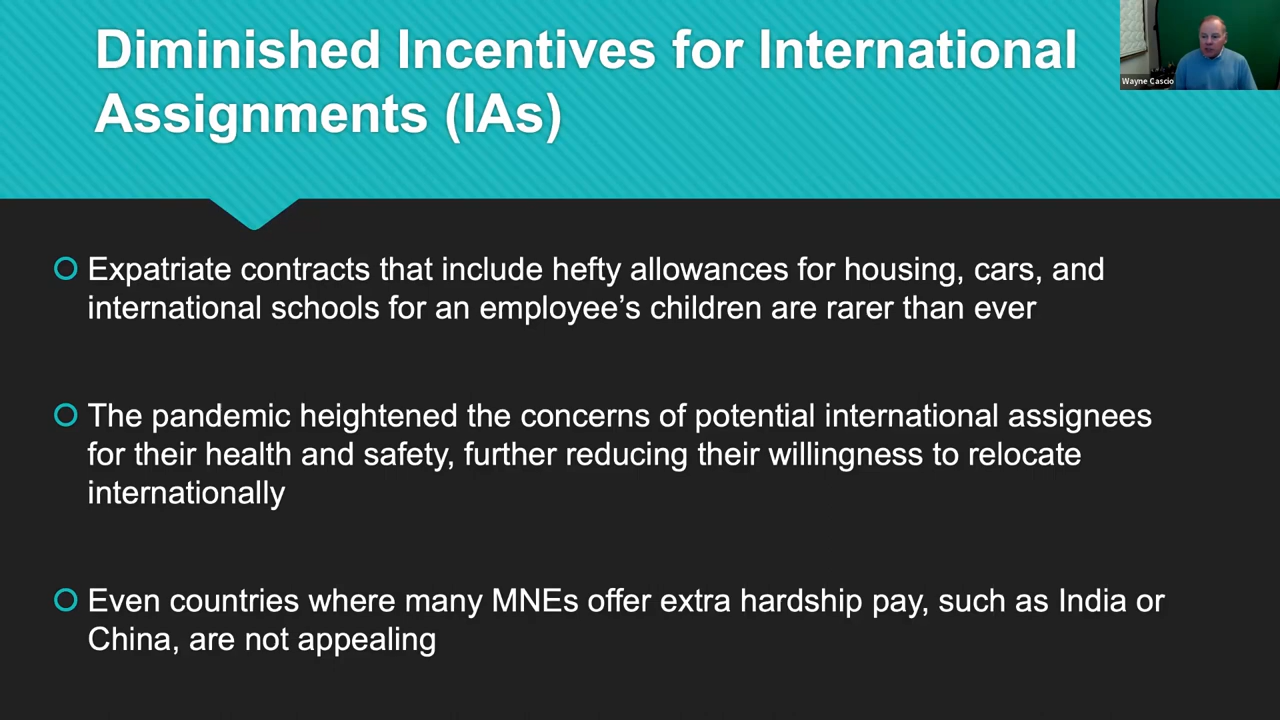 Diminished Incentives for International
Assignments (IAs)
Wayne Cascio
Expatriate contracts that include hefty allowances for housing, cars, and
international schools for an employee’s children are rarer than ever
The pandemic heightened the concerns of potential international assignees
for their health and safety, further reducing their willingness to relocate
internationally
Even countries where many MNEs offer extra hardship pay, such as India or
China, are not appealing